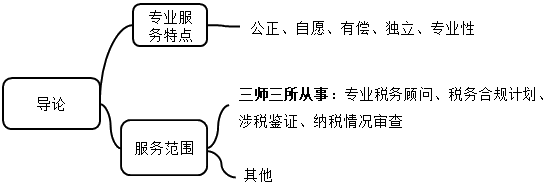 专业服
务特点
公正、自愿、有偿、独立、专业性
导论
三师三所从事：专业税务顾问、税务合规计划、
涉税鉴证、纳税情况审查
服务范围
其他